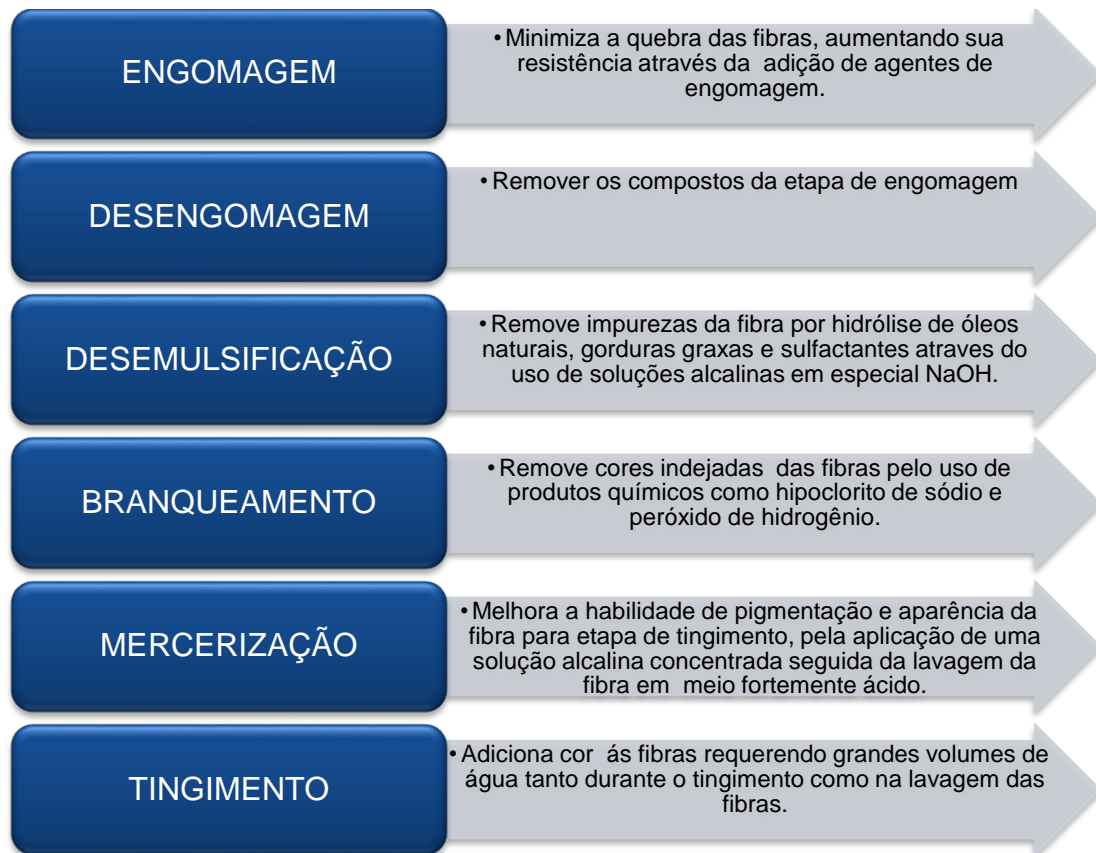 ENGOMAGEM
• Minimiza a quebra das fibras, aumentando sua
resistência através da adição de agentes de
engomagem.
DESENGOMAGEM
• Remover os compostos da etapa de engomagem
DESEMULSIFICAÇÃO
• Remove impurezas da fibra por hidrólise de óleos
naturais, gorduras graxas e sulfactantes atraves do
uso de soluções alcalinas em especial NaOH.
BRANQUEAMENTO
• Remove cores indejadas das fibras pelo uso de
produtos químicos como hipoclorito de sódio e
peróxido de hidrogênio.
MERCERIZAÇÃO
• Melhora a habilidade de pigmentação e aparência da
fibra para etapa de tingimento, pela aplicação de uma
solução alcalina concentrada seguida da lavagem da
fibra em meio fortemente ácido.
TINGIMENTO
• Adiciona cor ás fibras requerendo grandes volumes de
água tanto durante o tingimento como na lavagem das
fibras.